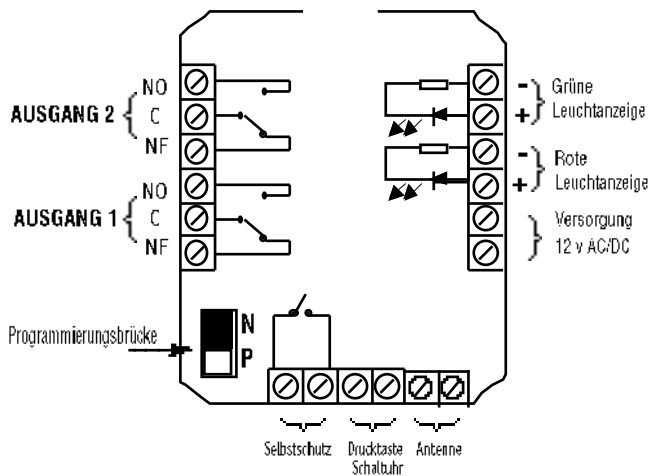 NO
AUSGANG 2
C
NF
NO
AUSGANG 1
C
NF
- Grüne
+ Leuchtanzeige
- Rote
+ Leuchtanzeige
Versorgung
12 v AC/DC
Programmierungsbrücke
N
P
Selbstschutz
Drucktaste
Schaltuhr
Antenne